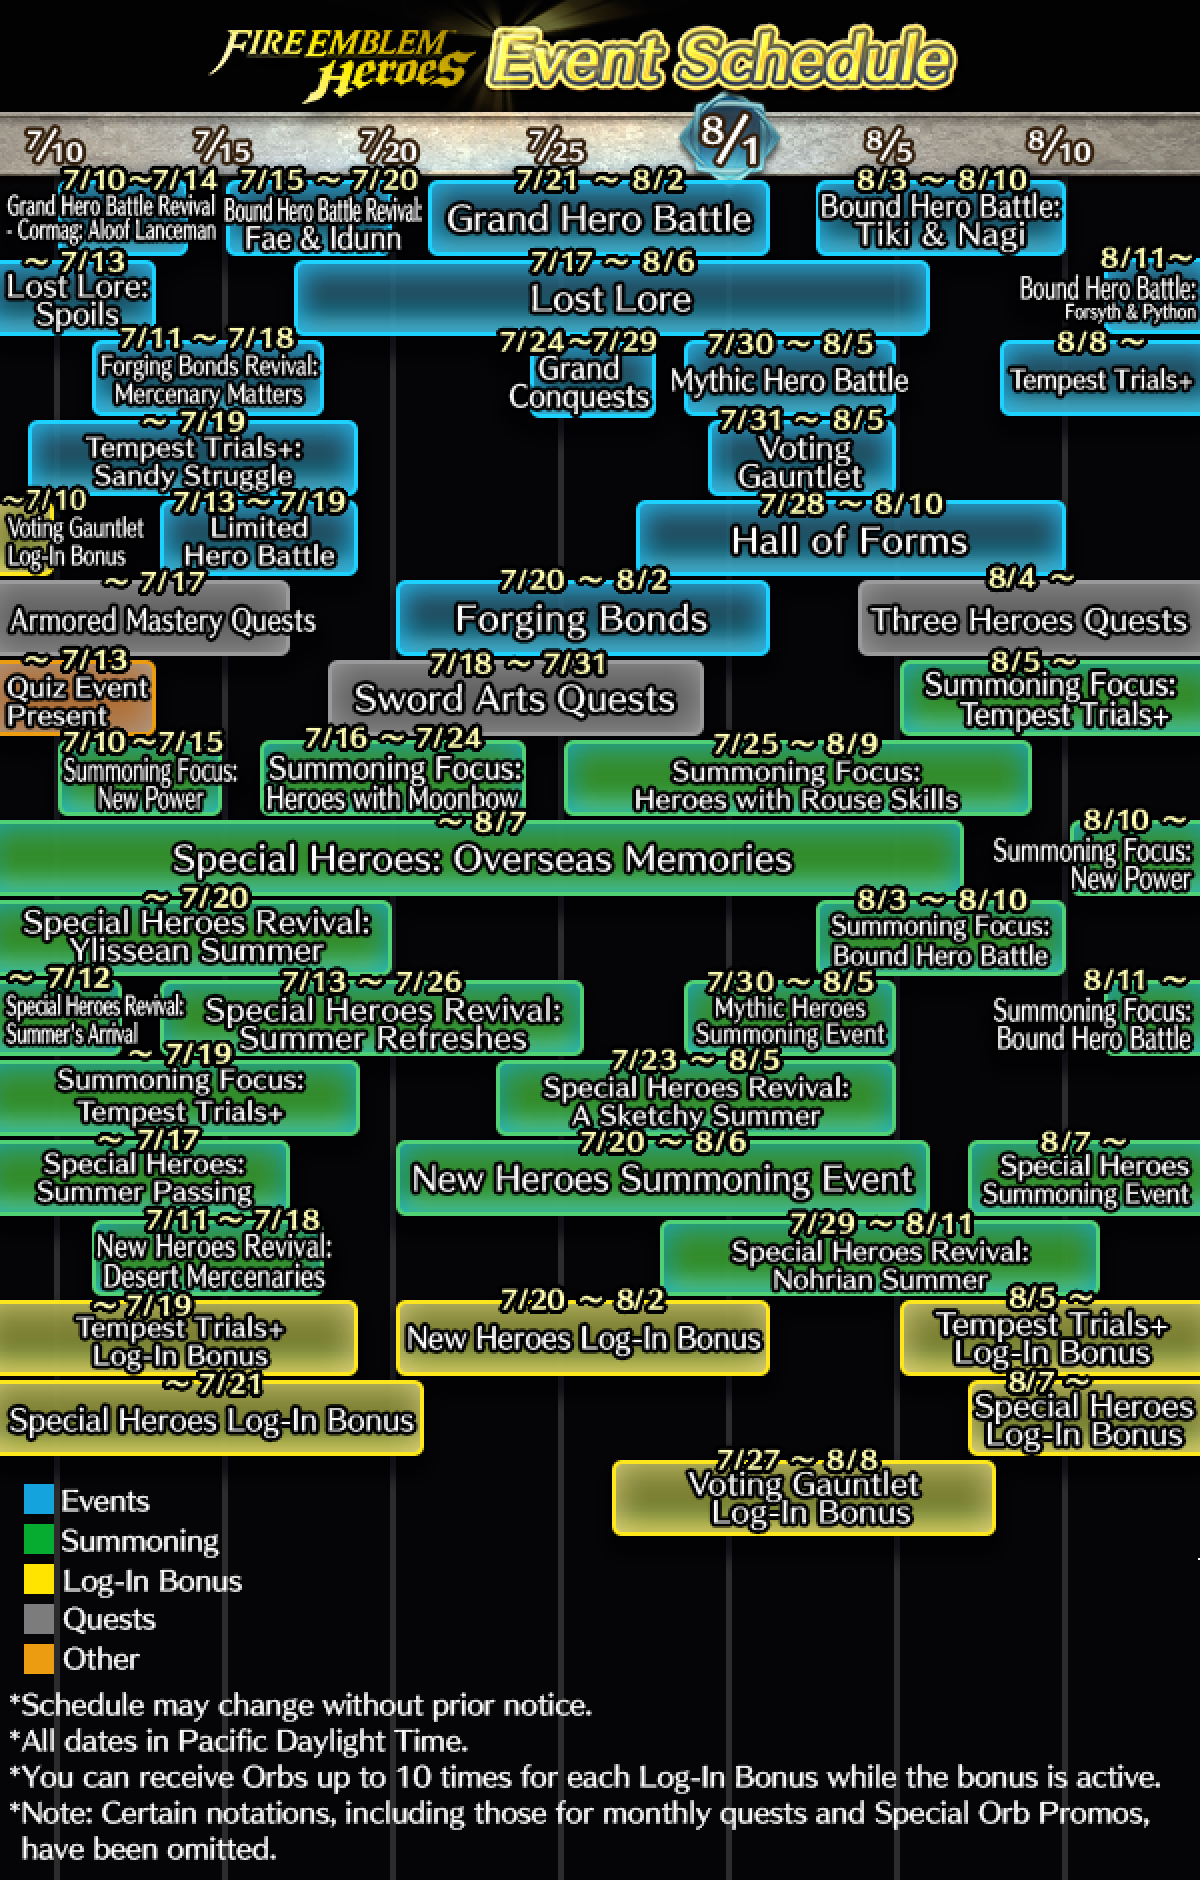 FIRE EMBLEM
Heroes
Event Schedule
7/10 7/15 7/20 7/25 8/1 8/5 8/10
7/10~7/14
Grand Hero Battle Revival
- Cormag: Aloof Lanceman
7/15 ~ 7/20
Bound Hero Battle Revival:
Fae & Idunn
7/21 ~ 8/2
Grand Hero Battle
8/3 ~ 8/10
Bound Hero Battle:
Tiki & Nagi
~ 7/13
Lost Lore:
Spoils
7/17 ~ 8/6
Lost Lore
8/11~
Bound Hero Battle:
Forsyth & Python
7/11 ~ 7/18
Forging Bonds Revival:
Mercenary Matters
7/24~7/29
Grand
Conquests
7/30 ~ 8/5
Mythic Hero Battle
8/8 ~
Tempest Trials+
~ 7/19
Tempest Trials+:
Sandy Struggle
7/31 ~ 8/5
Voting
Gauntlet
~7/10
Voting Gauntlet
Log-In Bonus
7/13 ~ 7/19
Limited
Hero Battle
7/28 ~ 8/10
Hall of Forms
~ 7/17
Armored Mastery Quests
7/20 ~ 8/2
Forging Bonds
8/4 ~
Three Heroes Quests
~ 7/13
Quiz Event
Present
7/18 ~ 7/31
Sword Arts Quests
8/5 ~
Summoning Focus:
Tempest Trials+
7/10 ~7/15
Summoning Focus:
New Power
7/16 ~ 7/24
Summoning Focus:
Heroes with Moonbow
7/25 ~ 8/9
Summoning Focus:
Heroes with Rouse Skills
~ 8/7
Special Heroes: Overseas Memories
8/10 ~
Summoning Focus:
New Power
~ 7/20
Special Heroes Revival:
Ylissean Summer
8/3 ~ 8/10
Summoning Focus:
Bound Hero Battle
~ 7/12
Special Heroes Revival:
Summer's Arrival
7/13 ~ 7/26
Special Heroes Revival:
Summer Refreshes
7/30 ~ 8/5
Mythic Heroes
Summoning Event
8/11 ~
Summoning Focus:
Bound Hero Battle
~ 7/19
Summoning Focus:
Tempest Trials+
7/23 ~ 8/5
Special Heroes Revival:
A Sketchy Summer
~ 7/17
Special Heroes:
Summer Passing
7/20 ~ 8/6
New Heroes Summoning Event
8/7 ~
Special Heroes
Summoning Event
7/11 ~ 7/18
New Heroes Revival:
Desert Mercenaries
7/29 ~ 8/11
Special Heroes Revival:
Nohrian Summer
~ 7/19
Tempest Trials+
Log-In Bonus
7/20 ~ 8/2
New Heroes Log-In Bonus
8/5 ~
Tempest Trials+
Log-In Bonus
~ 7/21
Special Heroes Log-In Bonus
8/7 ~
Special Heroes
Log-In Bonus
7/27 ~ 8/8
Voting Gauntlet
Log-In Bonus
Events
Summoning
Log-In Bonus
Quests
Other
*Schedule may change without prior notice.
*All dates in Pacific Daylight Time.
*You can receive Orbs up to 10 times for each Log-In Bonus while the bonus is active.
*Note: Certain notations, including those for monthly quests and Special Orb Promos,
have been omitted.